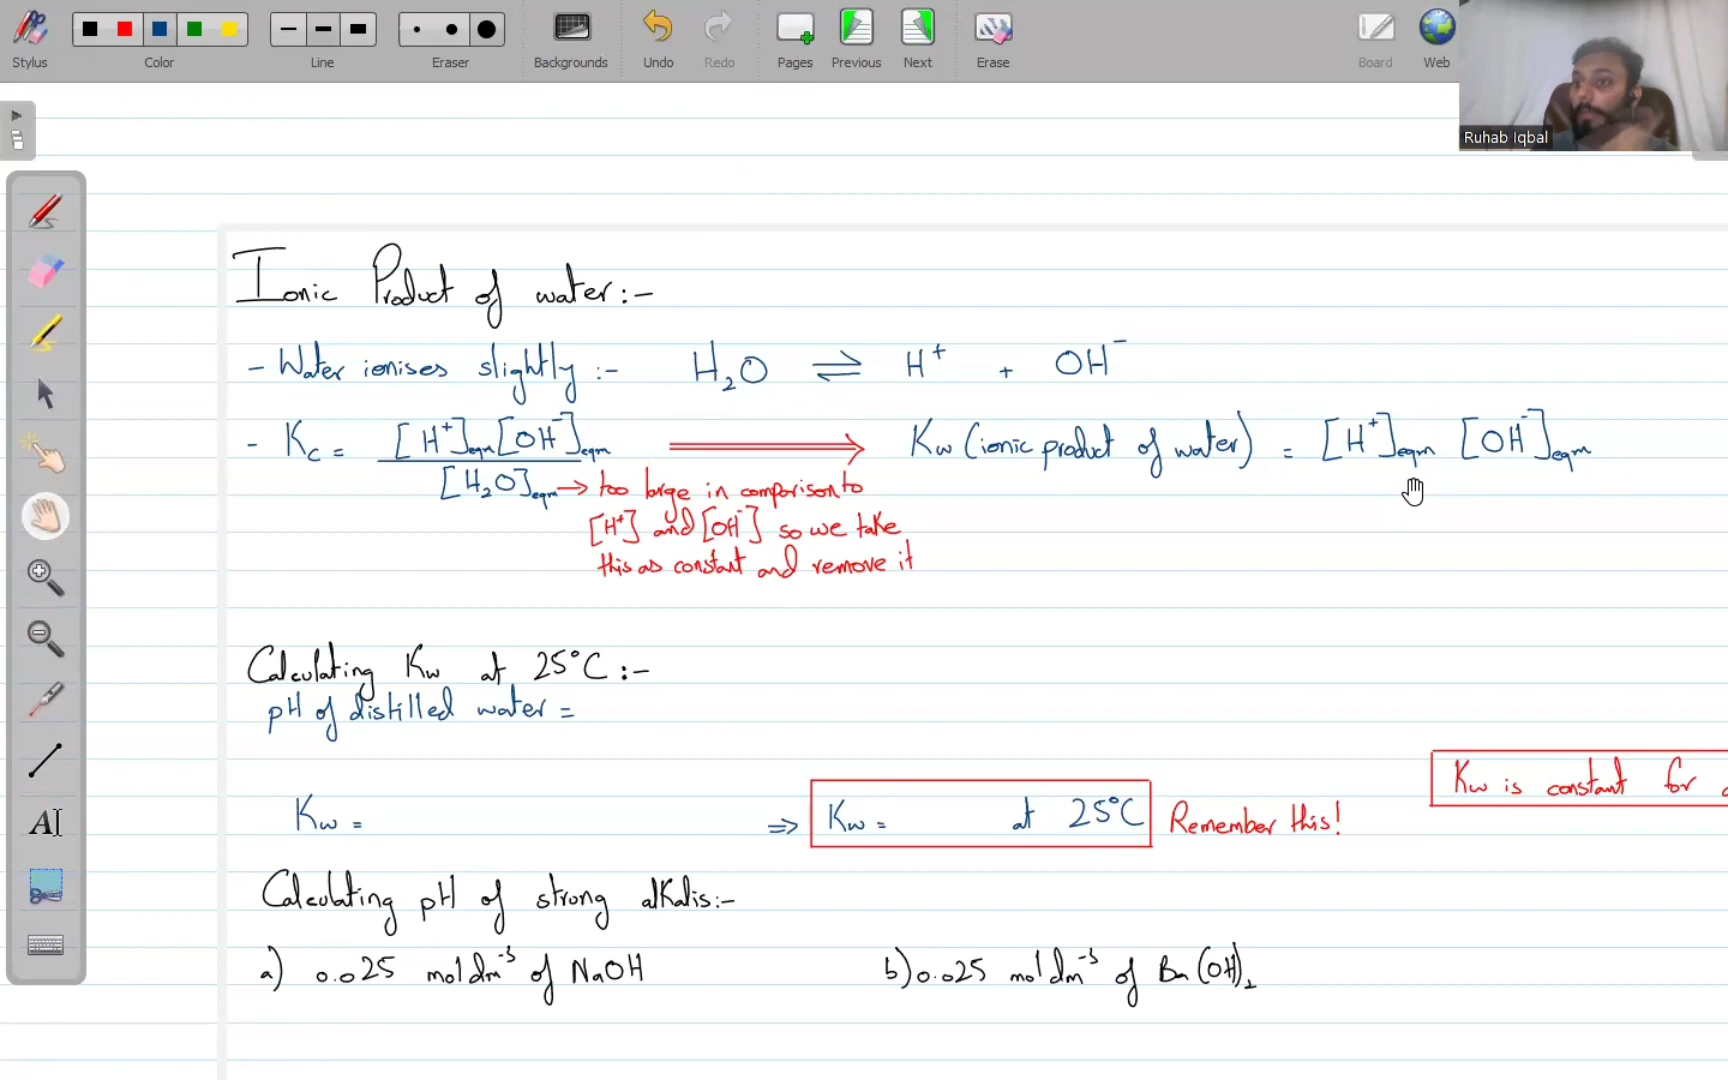 Stylus
Color
Line
Eraser
Backgrounds
Undo
Redo
Pages
Previous
Next
Erase
Board
Web
Ruhab Iqbal
Ionic Product of water:-
- Water ionises slightly :- H₂O ⇌ H⁺ + OH⁻
- Kc = [H⁺]eqm[OH⁻]eqm / [H₂O]eqm ⟹ Kw (ionic product of water) = [H⁺]eqm [OH⁻]eqm
→ too large in comparison to
[H⁺] and [OH⁻] so we take
this as constant and remove it
Calculating Kw at 25°C :-
pH of distilled water =
Kw is constant for
Kw = ⇒ Kw = at 25°C Remember this!
Calculating pH of strong alkalis:-
a) 0.025 moldm⁻³ of NaOH b) 0.025 moldm⁻³ of Ba(OH)₂
AI